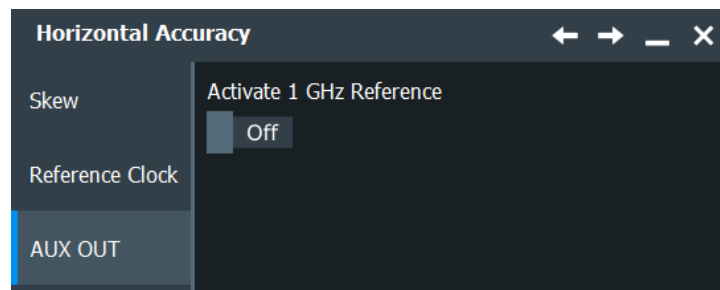 Horizontal Accuracy
Skew
Reference Clock
AUX OUT
Activate 1 GHz Reference
Off